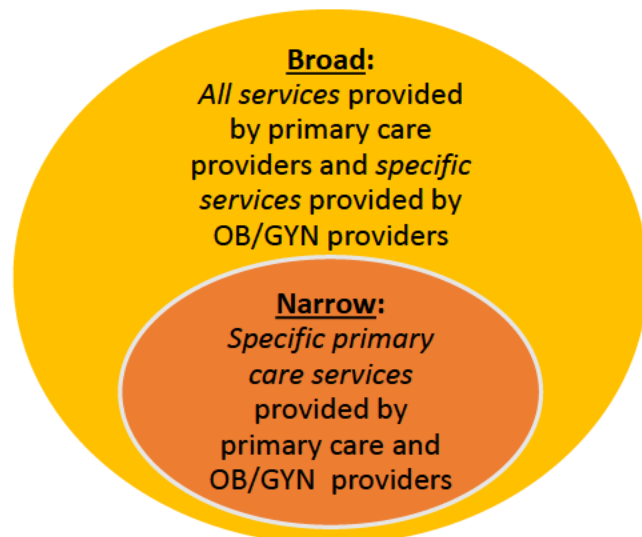 Broad:
All services provided
by primary care
providers and specific
services provided by
OB/GYN providers
Narrow:
Specific primary
care services
provided by
primary care and
OB/GYN  providers